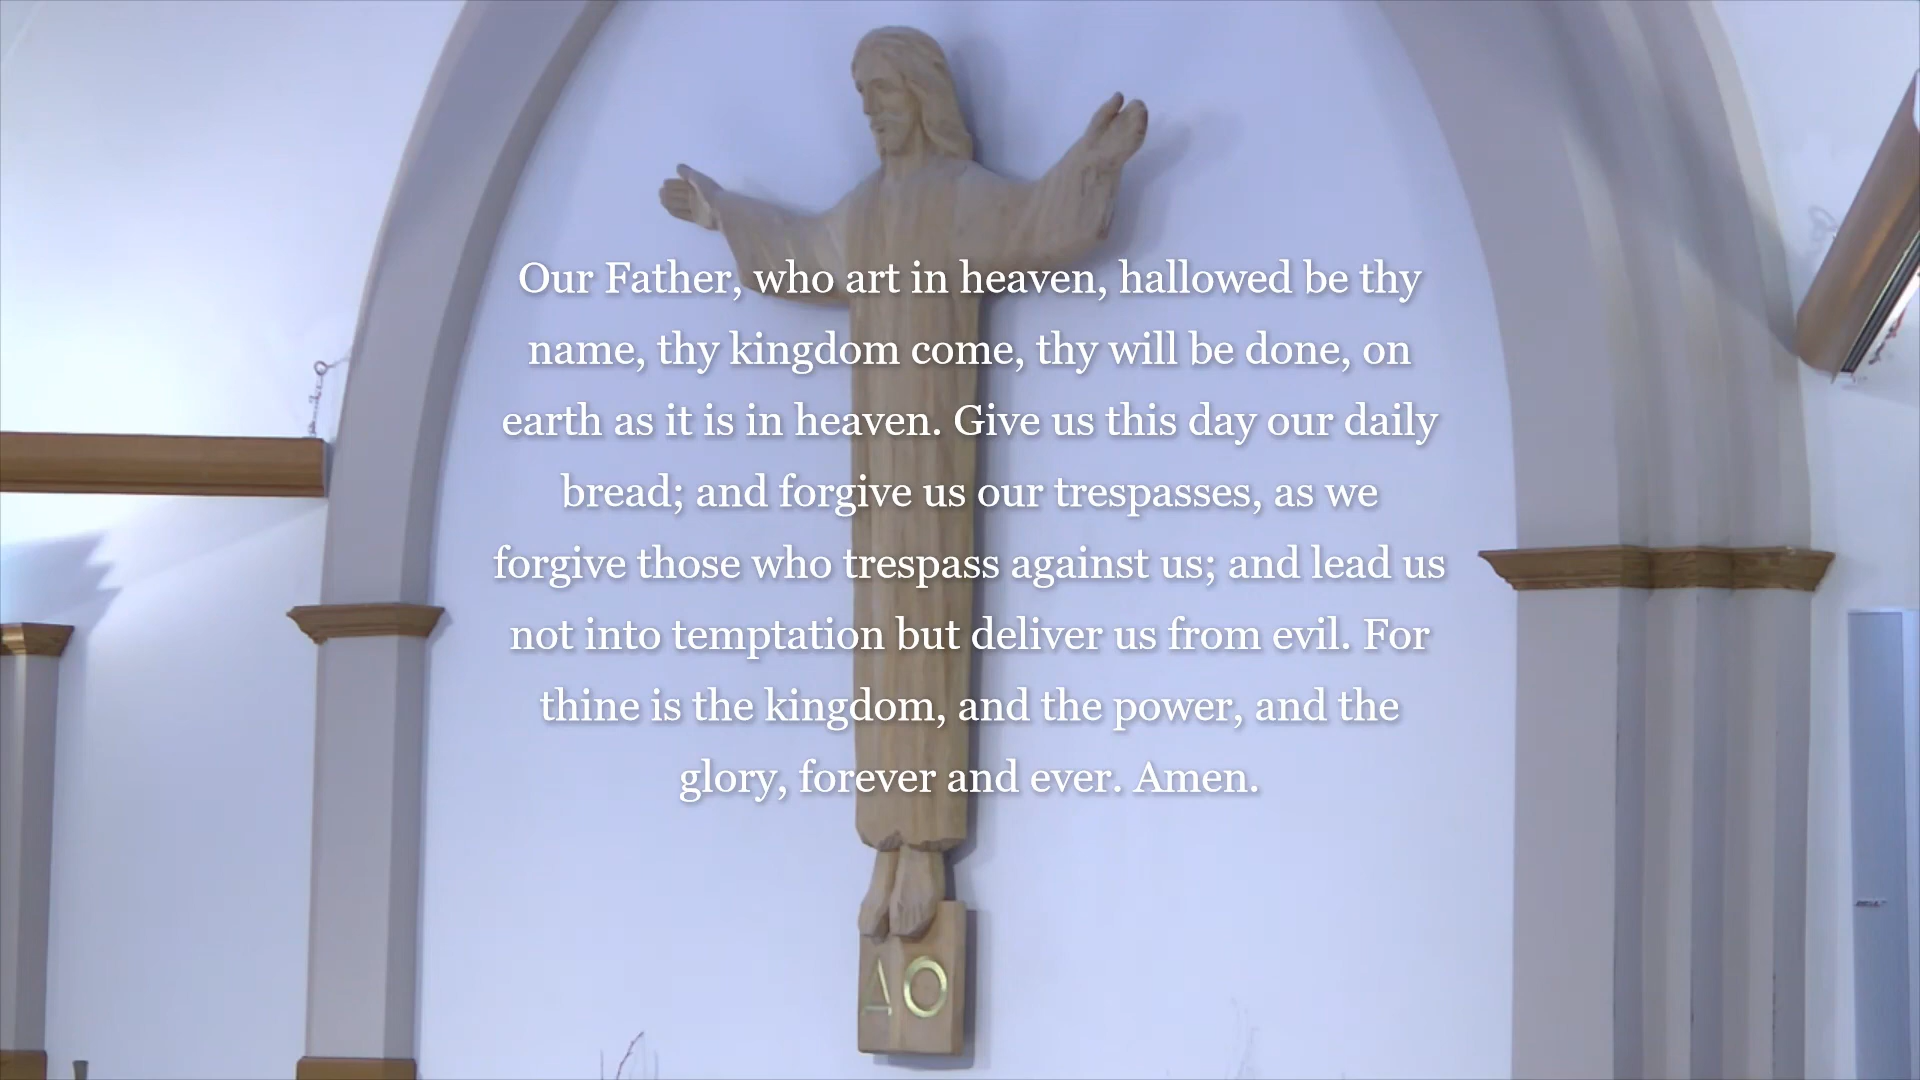 Our Father, who art in heaven, hallowed be thy
name, thy kingdom come, thy will be done, on
earth as it is in heaven. Give us this day our daily
bread; and forgive us our trespasses, as we
forgive those who trespass against us; and lead us
not into temptation but deliver us from evil. For
thine is the kingdom, and the power, and the
glory, forever and ever. Amen.